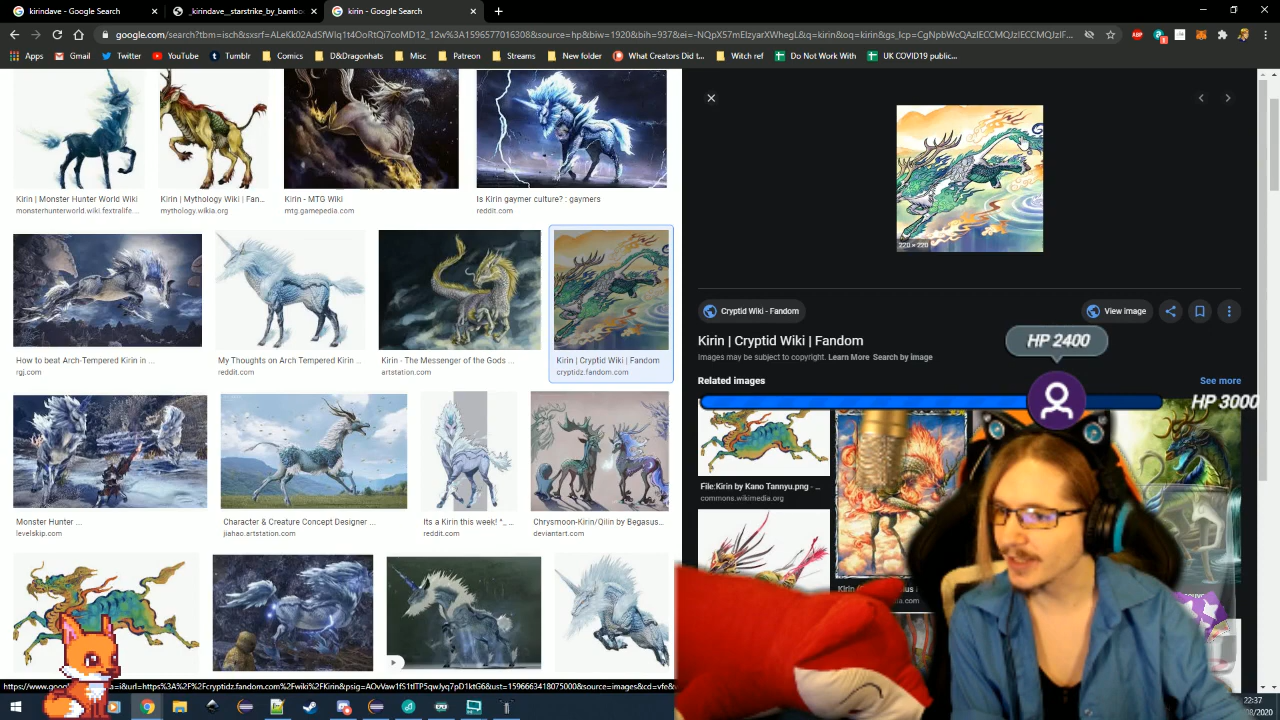 kirindave - Google Search
_kirindave_starstrike_by_bambo
kirin - Google Search
google.com/search?tbm=isch&sxsrf=ALeKk02AdSfWIq1t4OoRtQi7coMD12_12w%3A1596577016308&source=hp&biw=1920&bih=937&ei=-NQpX57mElzyarXWhegL&q=kirin&oq=kirin&gs_lcp=CgNpbWcQAzIECCMQJzIECCMQJzIF...
Apps
Gmail
Twitter
YouTube
Tumblr
Comics
D&Dragonhats
Misc
Patreon
Streams
New folder
What Creators Did t...
Witch ref
Do Not Work With
UK COVID19 public...
Kirin | Monster Hunter World Wiki
monsterhunterworld.wiki.fextralife...
Kirin | Mythology Wiki | Fan...
mythology.wikia.org
Kirin - MTG Wiki
mtg.gamepedia.com
Is Kirin gaymer culture? : gaymers
reddit.com
How to beat Arch-Tempered Kirin in ...
rgj.com
My Thoughts on Arch Tempered Kirin ...
reddit.com
Kirin - The Messenger of the Gods ...
artstation.com
Kirin | Cryptid Wiki | Fandom
cryptidz.fandom.com
Monster Hunter ...
levelskip.com
Character & Creature Concept Designer ...
jiahao.artstation.com
Its a Kirin this week! ^_ ...
reddit.com
Chrysmoon-Kirin/Qilin by Begasus...
deviantart.com
220 × 220
Cryptid Wiki - Fandom
View image
Kirin | Cryptid Wiki | Fandom
Images may be subject to copyright. Learn More Search by image
HP 2400
Related images
See more
HP 3000
File:Kirin by Kano Tannyu.png - ...
commons.wikimedia.org
Kirin
22:37